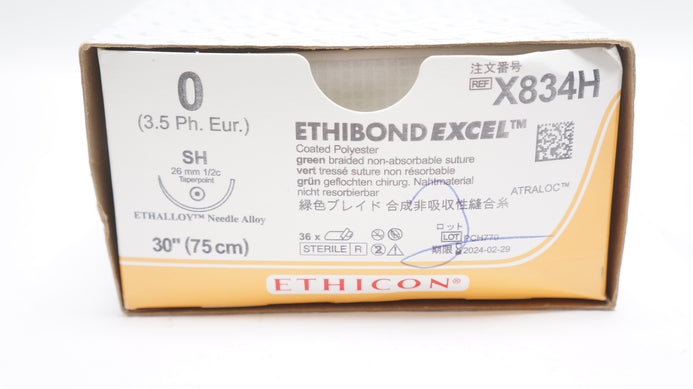 0
(3.5 Ph. Eur.)
SH
26 mm 1/2c
Taperpoint
ETHALLOY™ Needle Alloy
30" (75 cm)
注文番号
REF X834H
ETHIBOND EXCEL™
Coated Polyester
green braided non-absorbable suture
vert tressé suture non résorbable
grün geflochten chirurg. Nahtmaterial
nicht resorbierbar
緑色ブレイド 合成非吸収性縫合糸
ATRALOC™
36 x
STERILE R 2
ロット
LOT PCH770
期限 2024-02-29
ETHICON®